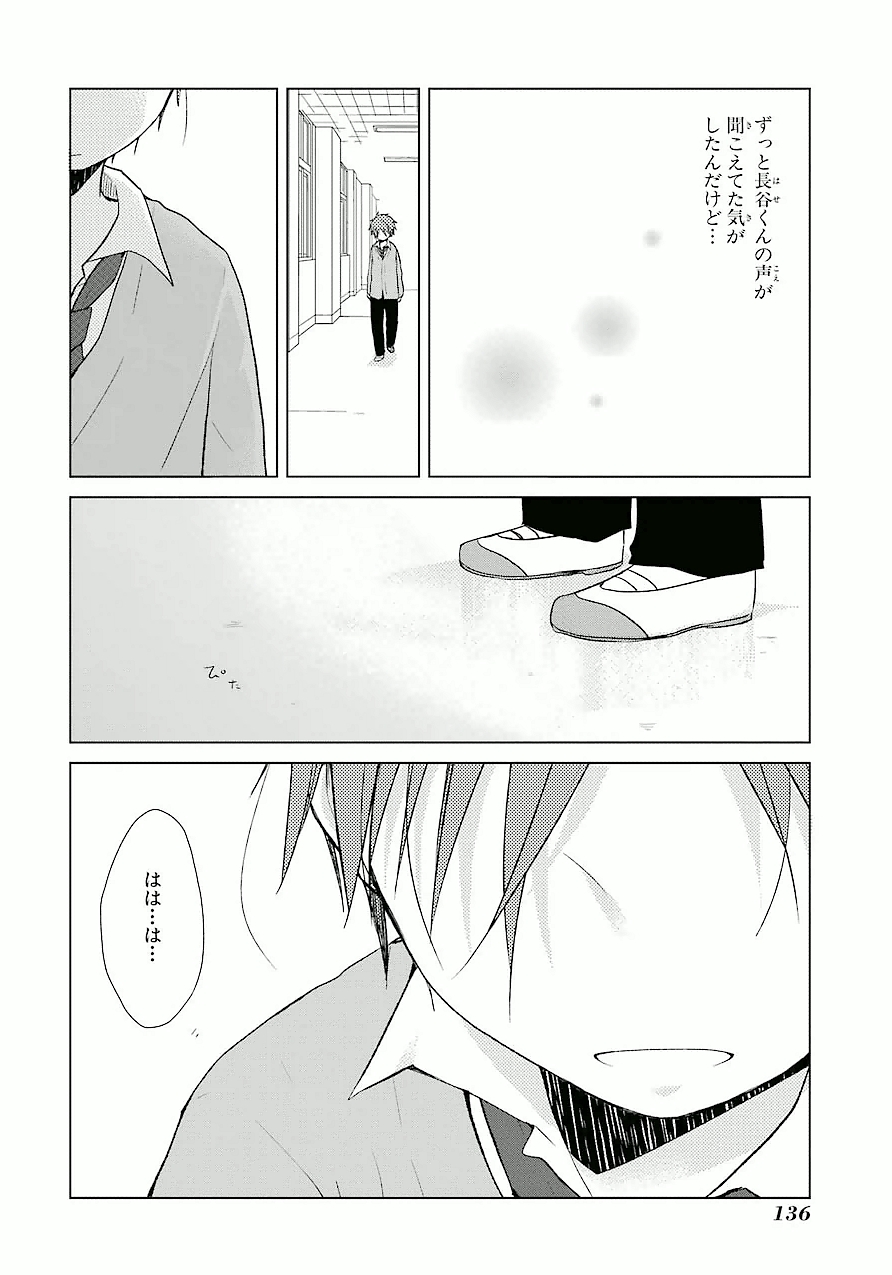 ずっと長谷くんの声が
聞こえてた気が
したんだけど…
ぴた
はは…は…
136